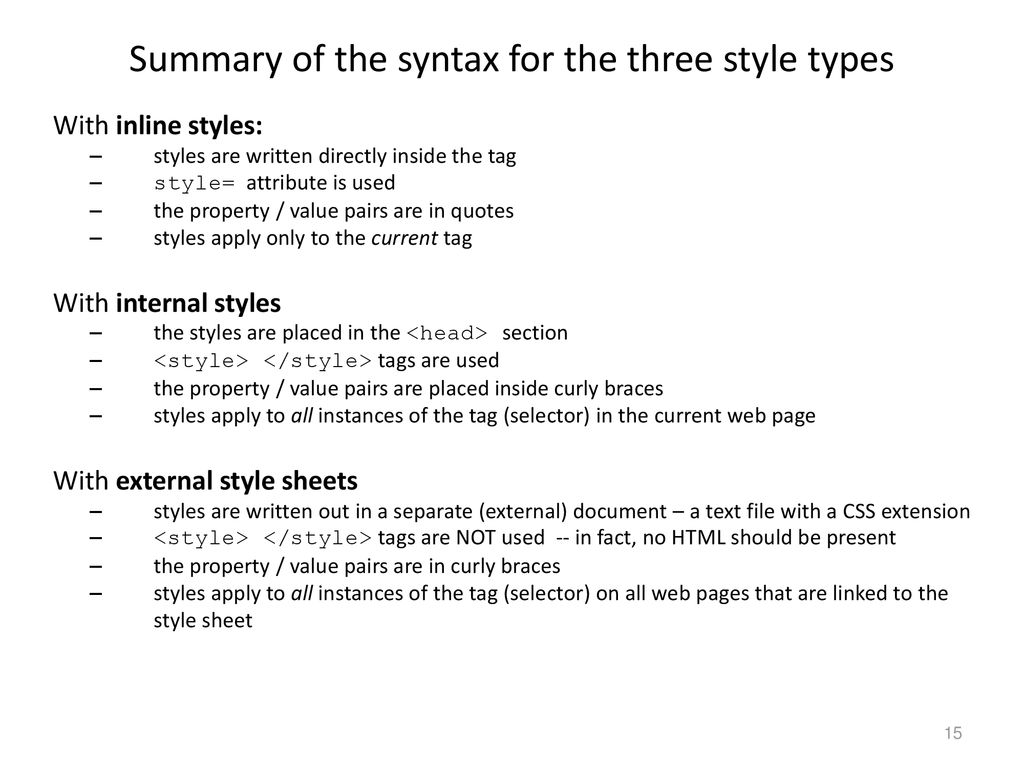 Summary of the syntax for the three style types
With inline styles:
– styles are written directly inside the tag
– style= attribute is used
– the property / value pairs are in quotes
– styles apply only to the current tag
With internal styles
– the styles are placed in the <head> section
– <style> </style> tags are used
– the property / value pairs are placed inside curly braces
– styles apply to all instances of the tag (selector) in the current web page
With external style sheets
– styles are written out in a separate (external) document – a text file with a CSS extension
– <style> </style> tags are NOT used -- in fact, no HTML should be present
– the property / value pairs are in curly braces
– styles apply to all instances of the tag (selector) on all web pages that are linked to the
style sheet
15